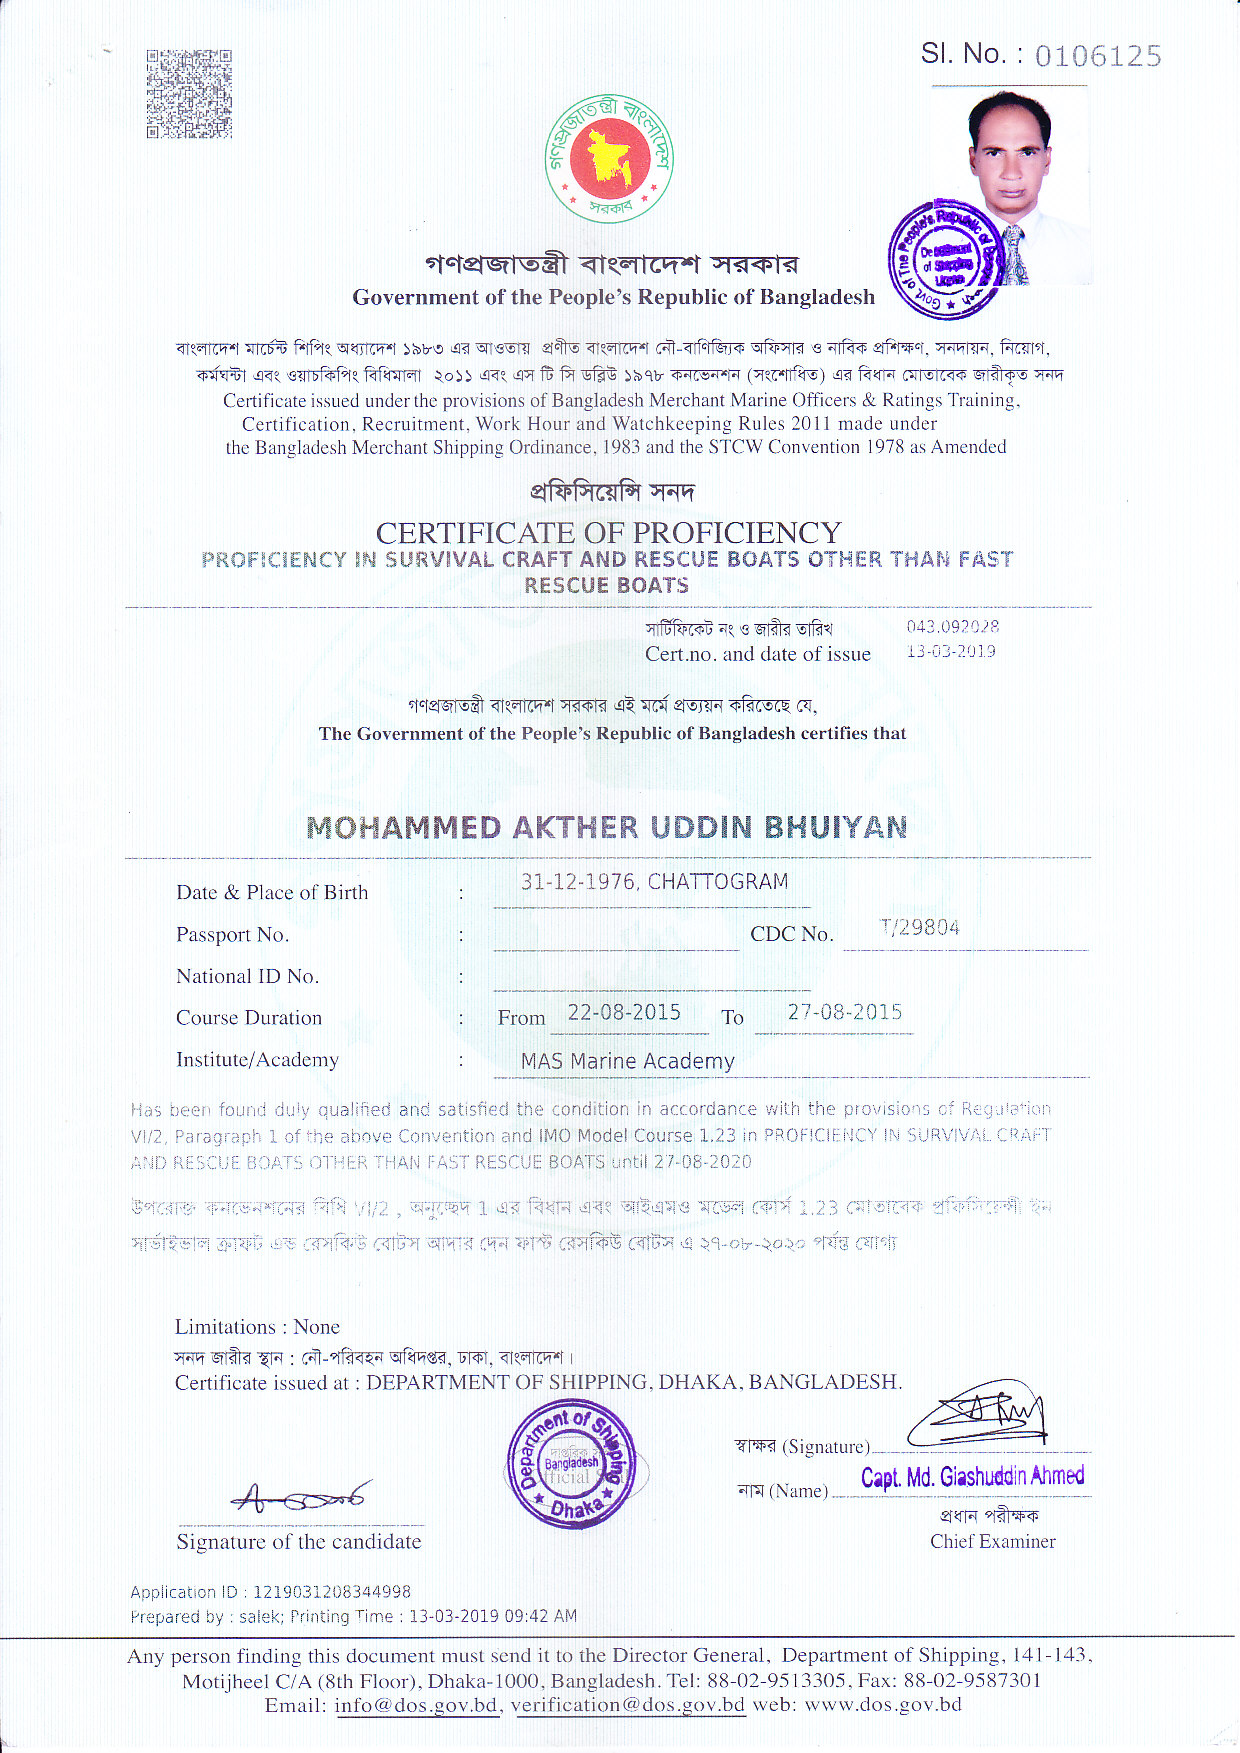 Sl. No. : 0106125
গণপ্রজাতন্ত্রী বাংলাদেশ
সরকার
Govt. of The People's Republic of
Department
of Shipping
গণপ্রজাতন্ত্রী বাংলাদেশ সরকার
Government of the People's Republic of Bangladesh
বাংলাদেশ মার্চেন্ট শিপিং অধ্যাদেশ ১৯৮৩ এর আওতায় প্রণীত বাংলাদেশ নৌ-বাণিজ্যিক অফিসার ও নাবিক প্রশিক্ষণ, সনদায়ন, নিয়োগ,
কর্মঘন্টা এবং ওয়াচকিপিং বিধিমালা ২০১১ এবং এস টি সি ডব্লিউ ১৯৭৮ কনভেনশন (সংশোধিত) এর বিধান মোতাবেক জারীকৃত সনদ
Certificate issued under the provisions of Bangladesh Merchant Marine Officers & Ratings Training,
Certification, Recruitment, Work Hour and Watchkeeping Rules 2011 made under
the Bangladesh Merchant Shipping Ordinance, 1983 and the STCW Convention 1978 as Amended
প্রফিসিয়েন্সি সনদ
CERTIFICATE OF PROFICIENCY
PROFICIENCY IN SURVIVAL CRAFT AND RESCUE BOATS OTHER THAN FAST
RESCUE BOATS
সার্টিফিকেট নং ও জারীর তারিখ 043.092028
Cert.no. and date of issue 13-03-2019
গণপ্রজাতন্ত্রী বাংলাদেশ সরকার এই মর্মে প্রত্যয়ন করিতেছে যে,
The Government of the People's Republic of Bangladesh certifies that
MOHAMMED AKTHER UDDIN BHUIYAN
Date & Place of Birth : 31-12-1976, CHATTOGRAM
Passport No. : CDC No. T/29804
National ID No. :
Course Duration : From 22-08-2015 To 27-08-2015
Institute/Academy : MAS Marine Academy
Has been found duly qualified and satisfied the condition in accordance with the provisions of Regulation
VI/2, Paragraph 1 of the above Convention and IMO Model Course 1.23 in PROFICIENCY IN SURVIVAL CRAFT
AND RESCUE BOATS OTHER THAN FAST RESCUE BOATS until 27-08-2020
উপরোক্ত কনভেনশনের বিধি VI/2 , অনুচ্ছেদ 1 এর বিধান এবং আইএমও মডেল কোর্স 1.23 মোতাবেক প্রফিসিয়েন্সী ইন
সার্ভাইভাল ক্রাফট এন্ড রেসকিউ বোটস আদার দেন ফাস্ট রেসকিউ বোটস এ ২৭-০৮-২০২০ পর্যন্ত যোগ্য
Limitations : None
সনদ জারীর স্থান : নৌ-পরিবহন অধিদপ্তর, ঢাকা, বাংলাদেশ।
Certificate issued at : DEPARTMENT OF SHIPPING, DHAKA, BANGLADESH.
Department of Shipping
Bangladesh
Dhaka
স্বাক্ষর (Signature)
নাম (Name) Capt. Md. Giashuddin Ahmed
প্রধান পরীক্ষক
Chief Examiner
Signature of the candidate
Application ID : 1219031208344998
Prepared by : salek; Printing Time : 13-03-2019 09:42 AM
Any person finding this document must send it to the Director General, Department of Shipping, 141-143,
Motijheel C/A (8th Floor), Dhaka-1000, Bangladesh. Tel: 88-02-9513305, Fax: 88-02-9587301
Email: info@dos.gov.bd, verification@dos.gov.bd web: www.dos.gov.bd